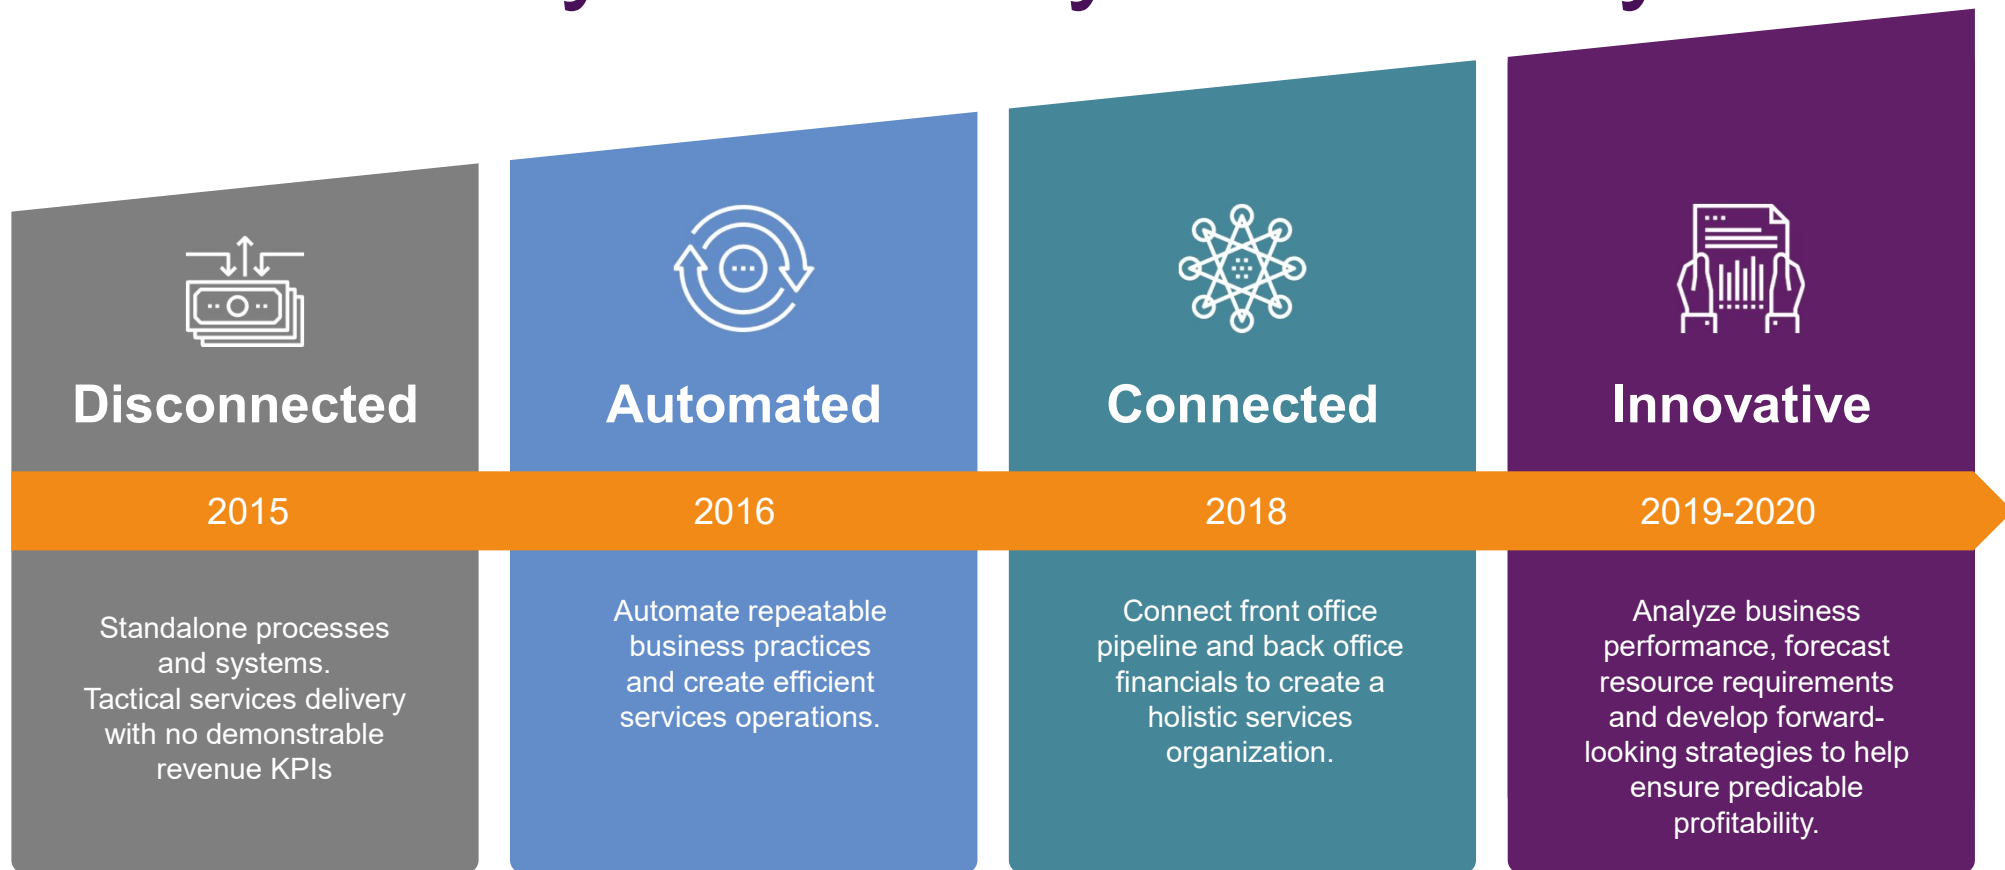 Disconnected
Automated
Connected
Innovative
2015
2016
2018
2019-2020
Standalone processes
and systems.
Tactical services delivery
with no demonstrable
revenue KPIs
Automate repeatable
business practices
and create efficient
services operations.
Connect front office
pipeline and back office
financials to create a
holistic services
organization.
Analyze business
performance, forecast
resource requirements
and develop forward-
looking strategies to help
ensure predicable
profitability.